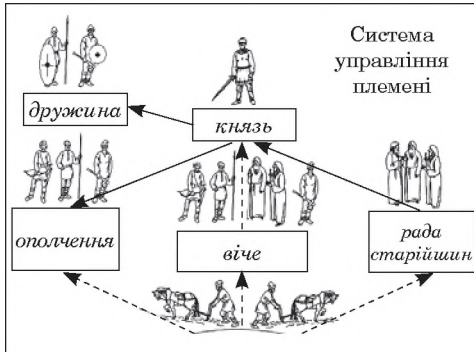 Система
управління
племені
дружина
князь
ополчення
віче
рада
старійшин